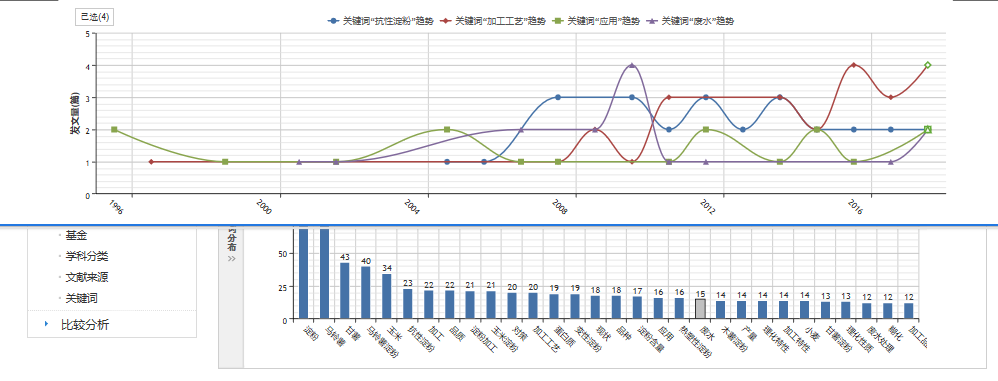 已选(4)
关键词“抗性淀粉”趋势 关键词“加工工艺”趋势 关键词“应用”趋势 关键词“废水”趋势
发文量(篇)
5
4
3
2
1
0
1996 2000 2004 2008 2012 2016
基金
学科分类
文献来源
关键词
比较分析
分布
50
25
0
43 40 34 23 22 22 21 21 20 20 19 19 18 18 17 16 16 15 14 14 14 14 13 13 12 12 12
淀粉 马铃薯 甘薯 马铃薯淀粉 玉米 抗性淀粉 加工 品质 淀粉加工 玉米淀粉 对策 加工工艺 蛋白质 变性淀粉 现状 品种 淀粉含量 应用 热塑性淀粉 废水 木薯淀粉 产量 理化特性 加工特性 小麦 甘薯淀粉 理化性质 废水处理 糊化 加工品